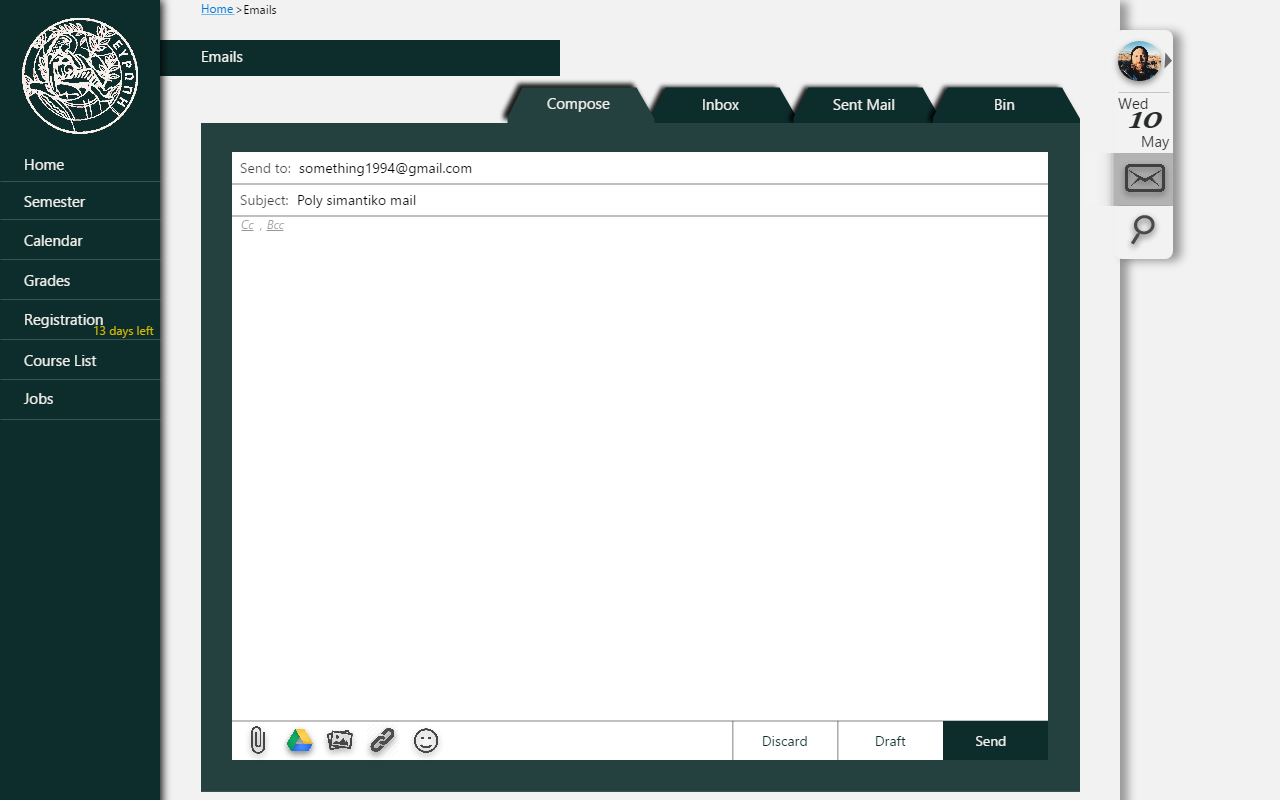 ΕΥΡΩΠΗ
Home
Semester
Calendar
Grades
Registration
13 days left
Course List
Jobs
Home >Emails
Emails
Compose
Inbox
Sent Mail
Bin
Send to: something1994@gmail.com
Subject: Poly simantiko mail
Cc , Bcc
Discard
Draft
Send
Wed
10
May